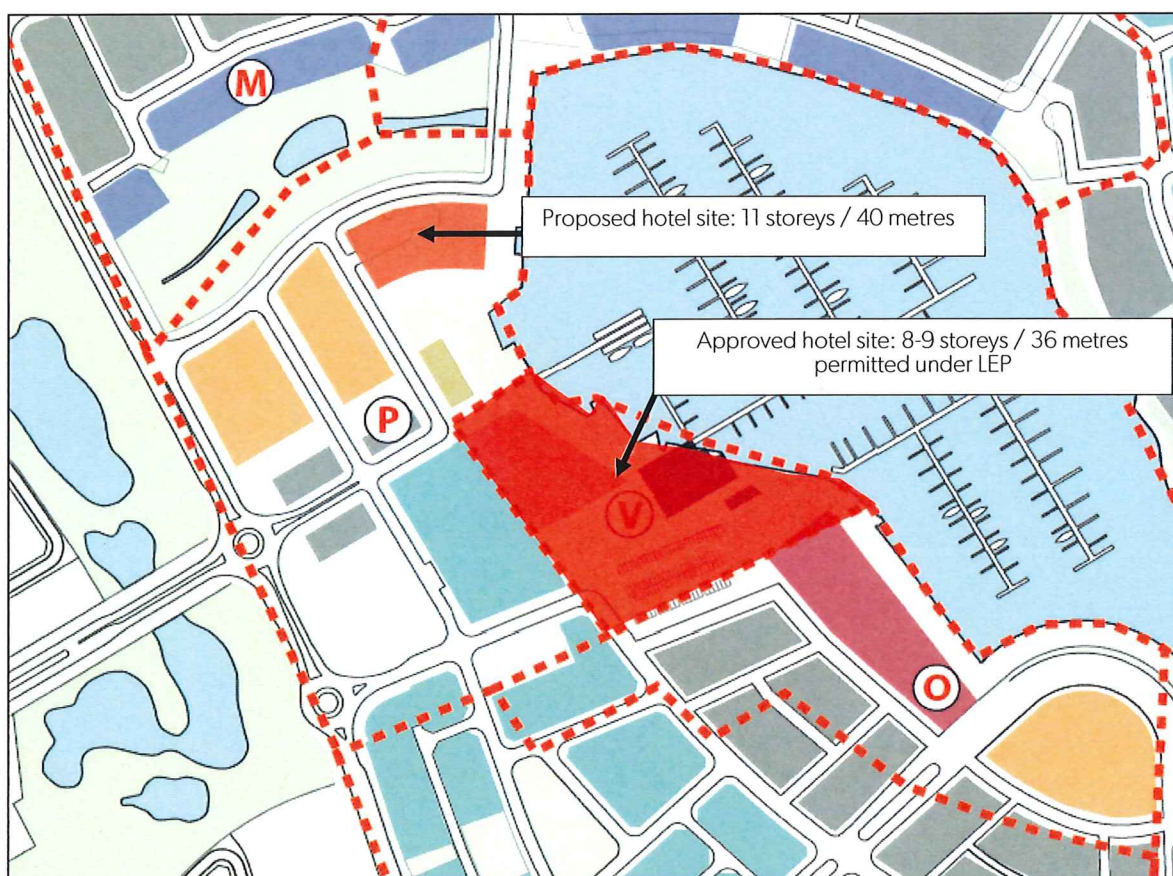 M
Proposed hotel site: 11 storeys / 40 metres
Approved hotel site: 8-9 storeys / 36 metres
permitted under LEP
P
V
O